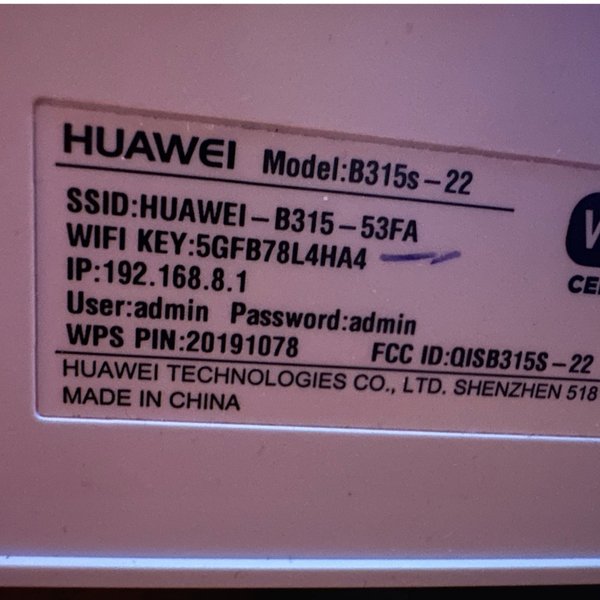 HUAWEI Model:B315s-22
SSID:HUAWEI-B315-53FA
WIFI KEY:5GFB78L4HA4
IP:192.168.8.1
User:admin Password:admin
WPS PIN:20191078 FCC ID:QISB315S-22
HUAWEI TECHNOLOGIES CO., LTD. SHENZHEN 518
MADE IN CHINA